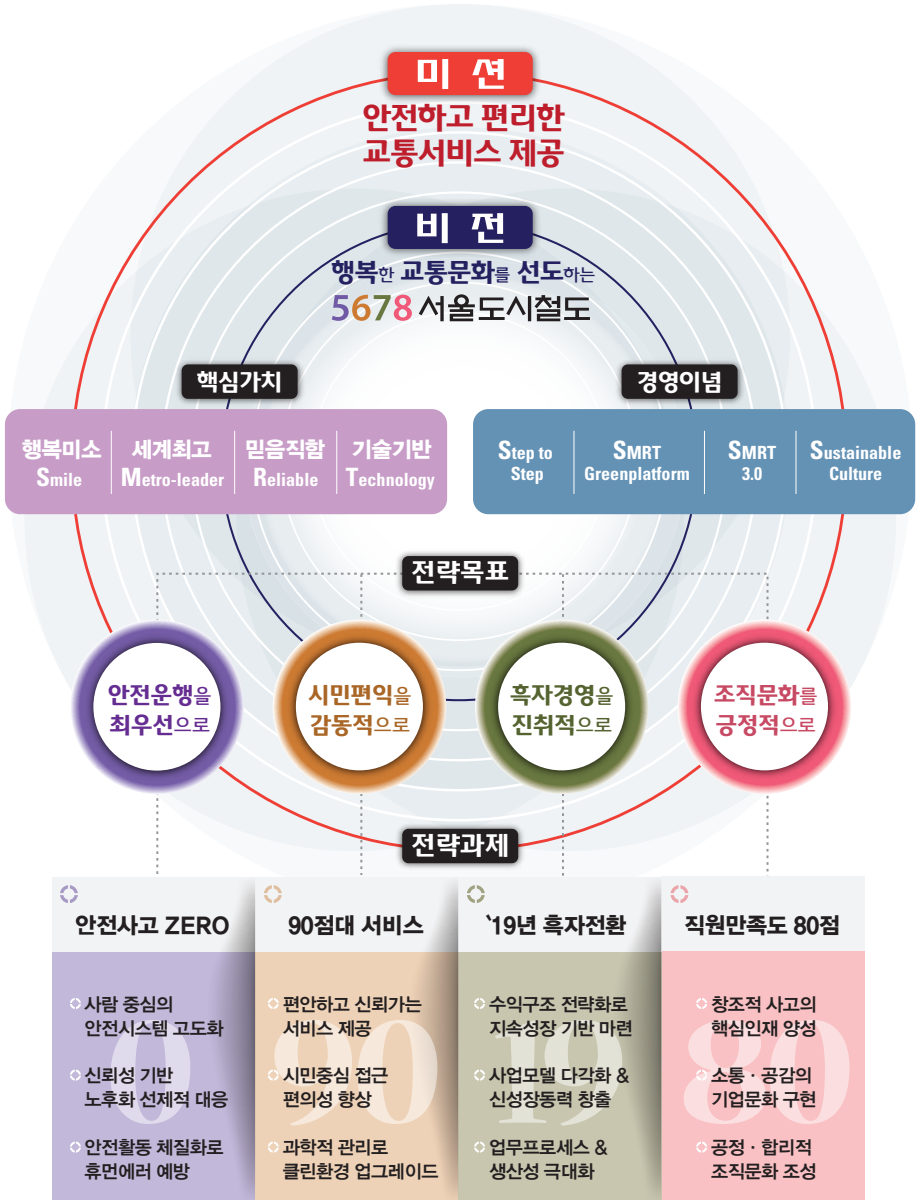 미 션
안전하고 편리한
교통서비스 제공
비 전
행복한 교통문화를 선도하는
5678 서울도시철도
핵심가치
행복미소
Smile
세계최고
Metro-leader
믿음직함
Reliable
기술기반
Technology
경영이념
Step to
Step
SMRT
Greenplatform
SMRT
3.0
Sustainable
Culture
전략목표
안전운행을
최우선으로
시민편익을
감동적으로
흑자경영을
진취적으로
조직문화를
긍정적으로
전략과제
안전사고 ZERO
0
사람 중심의
안전시스템 고도화
신뢰성 기반
노후화 선제적 대응
안전활동 체질화로
휴먼에러 예방
90점대 서비스
90
편안하고 신뢰가는
서비스 제공
시민중심 접근
편의성 향상
과학적 관리로
클린환경 업그레이드
‵19년 흑자전환
19
수익구조 전략화로
지속성장 기반 마련
사업모델 다각화 &
신성장동력 창출
업무프로세스 &
생산성 극대화
직원만족도 80점
80
창조적 사고의
핵심인재 양성
소통 · 공감의
기업문화 구현
공정 · 합리적
조직문화 조성